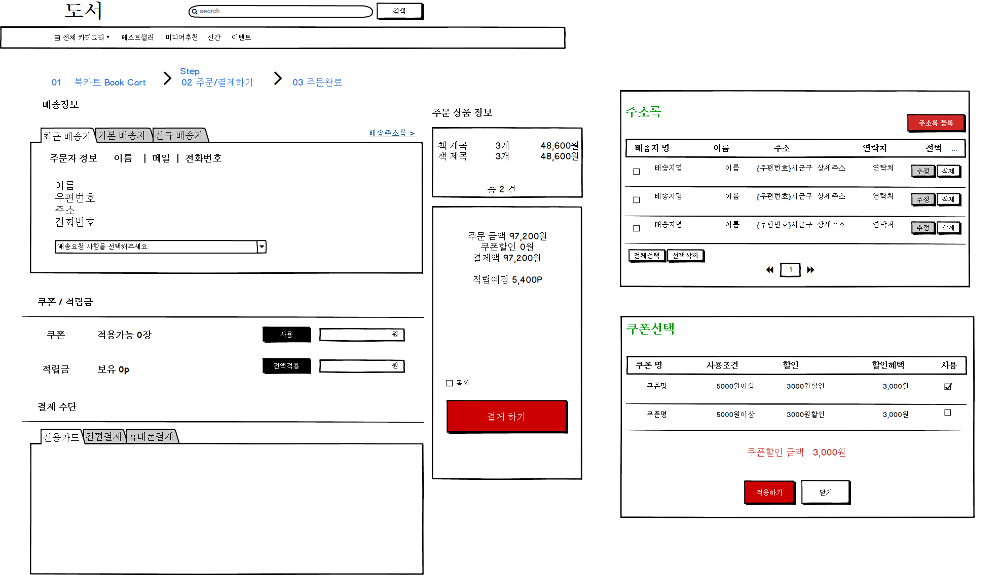 도서
search
검색
전체 카테고리
베스트셀러
미디어추천
신간
이벤트
01 북카트 Book Cart
Step
02 주문/결제하기
03 주문완료
배송정보
최근 배송지
기본 배송지
신규 배송지
배송주소록 >
주문자 정보 이름 | 메일 | 전화번호
이름
우편번호
주소
전화번호
배송요청 사항을 선택해주세요.
쿠폰 / 적립금
쿠폰 적용가능 0장 사용 원
적립금 보유 0p 전액적용 원
결제 수단
신용카드
간편결제
휴대폰결제
주문 상품 정보
책 제목 3개 48,600원
책 제목 3개 48,600원
총 2 건
주문 금액 97,200원
쿠폰할인 0원
결제액 97,200원
적립예정 5,400P
동의
결제 하기
주소록
주소록 등록
배송지 명 이름 주소 연락처 선택 ...
배송지명 이름 {우편번호}시군구 상세주소 연락처 수정 삭제
배송지명 이름 {우편번호}시군구 상세주소 연락처 수정 삭제
배송지명 이름 {우편번호}시군구 상세주소 연락처 수정 삭제
전체선택 선택삭제
1
쿠폰선택
쿠폰 명 사용조건 할인 할인혜택 사용
쿠폰명 5000원이상 3000원할인 3,000원
쿠폰명 5000원이상 3000원할인 3,000원
쿠폰할인 금액 3,000원
적용하기 닫기